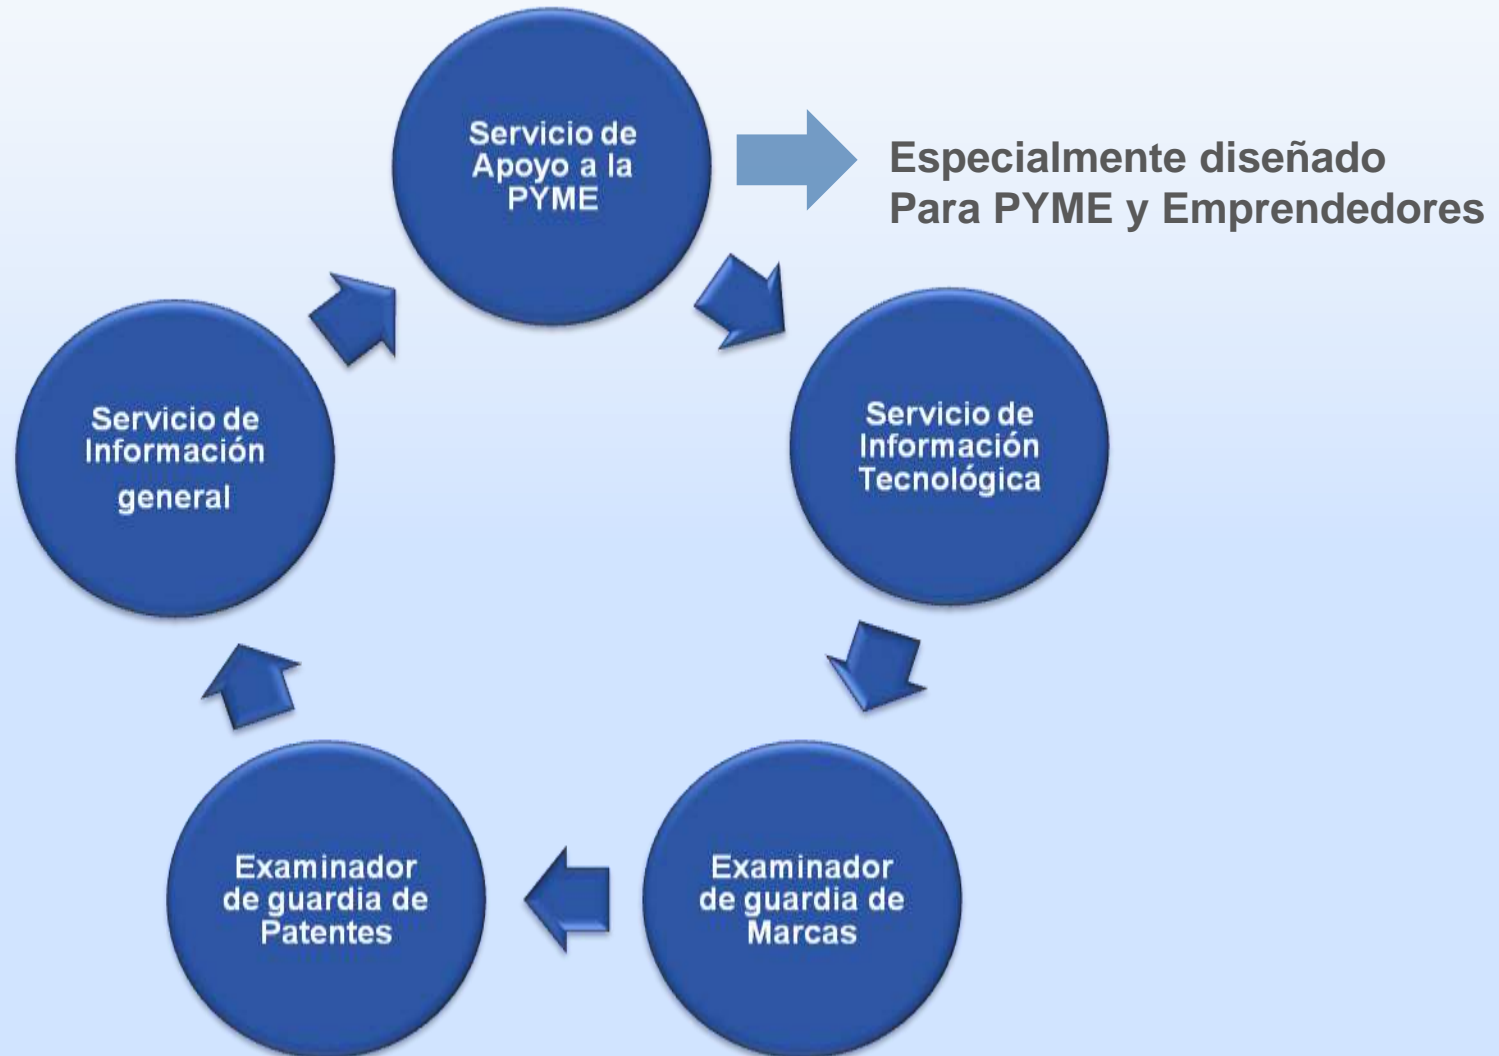 Servicio de
Apoyo a la
PYME
Especialmente diseñado
Para PYME y Emprendedores
Servicio de
Información
Tecnológica
Examinador
de guardia de
Marcas
Examinador
de guardia de
Patentes
Servicio de
Información
general